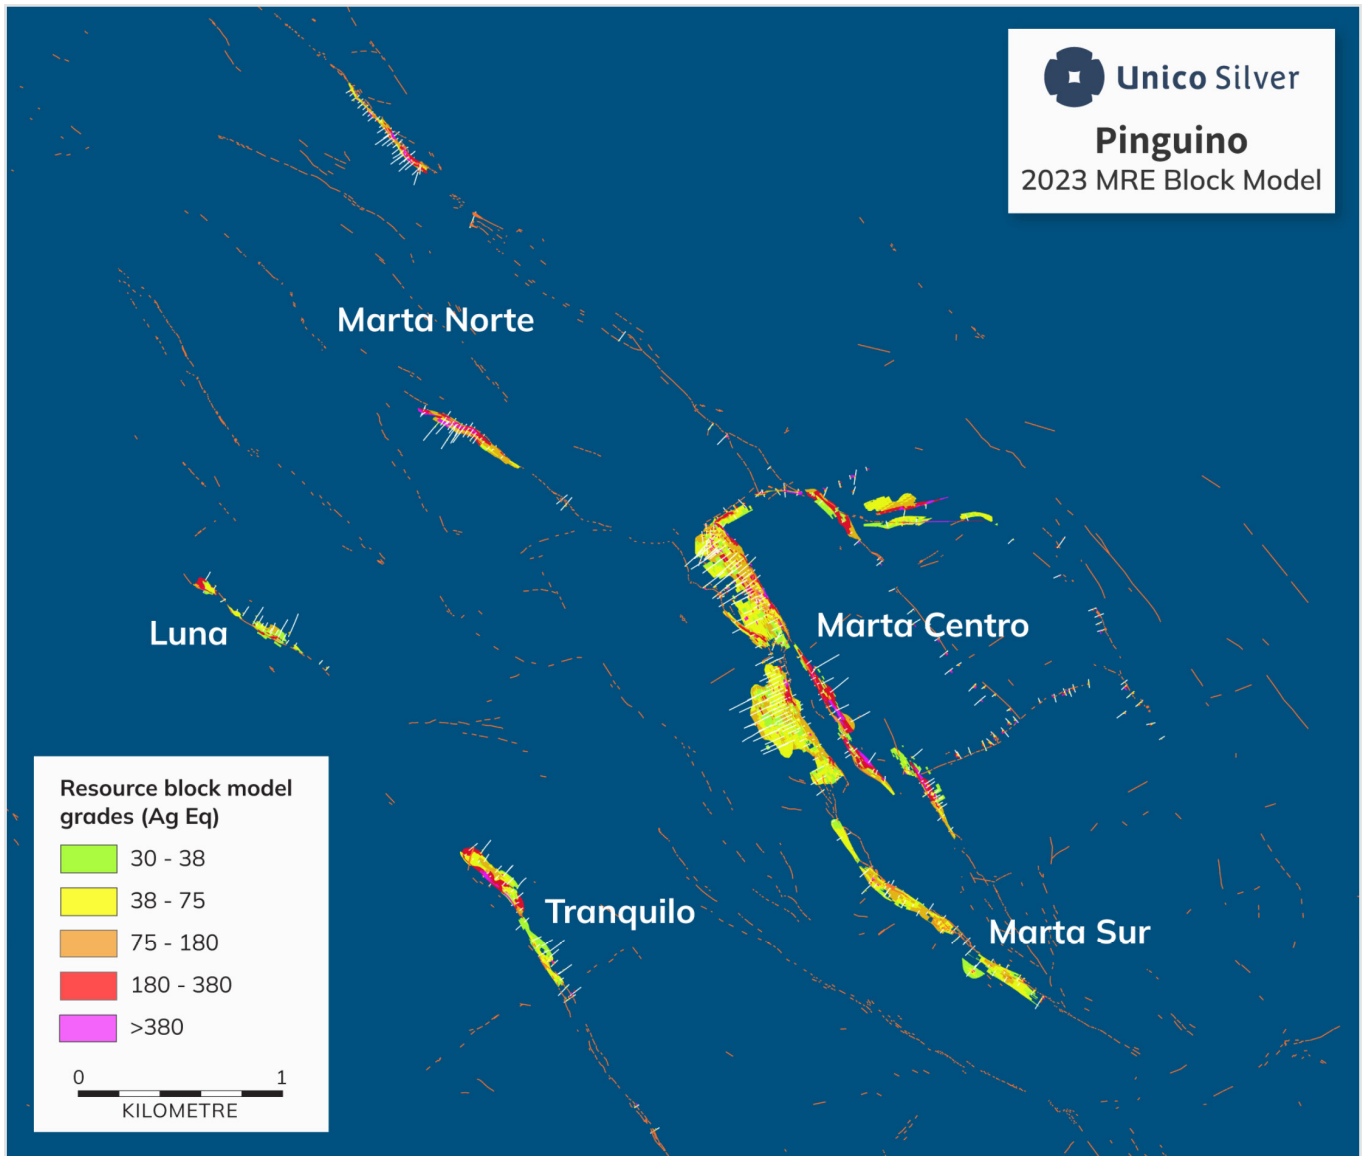 Unico Silver
Pinguino
2023 MRE Block Model
Marta Norte
Marta Centro
Luna
Tranquilo
Marta Sur
Resource block model
grades (Ag Eq)
30 - 38
38 - 75
75 - 180
180 - 380
>380
0 1
KILOMETRE